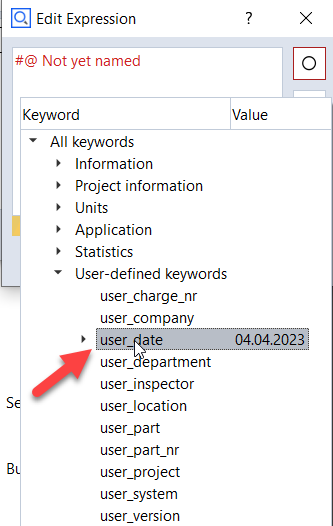 Edit Expression
#@ Not yet named
Keyword Value
All keywords
Information
Project information
Units
Application
Statistics
User-defined keywords
user_charge_nr
user_company
user_date 04.04.2023
user_department
user_inspector
user_location
user_part
user_part_nr
user_project
user_system
user_version
Se
Bu